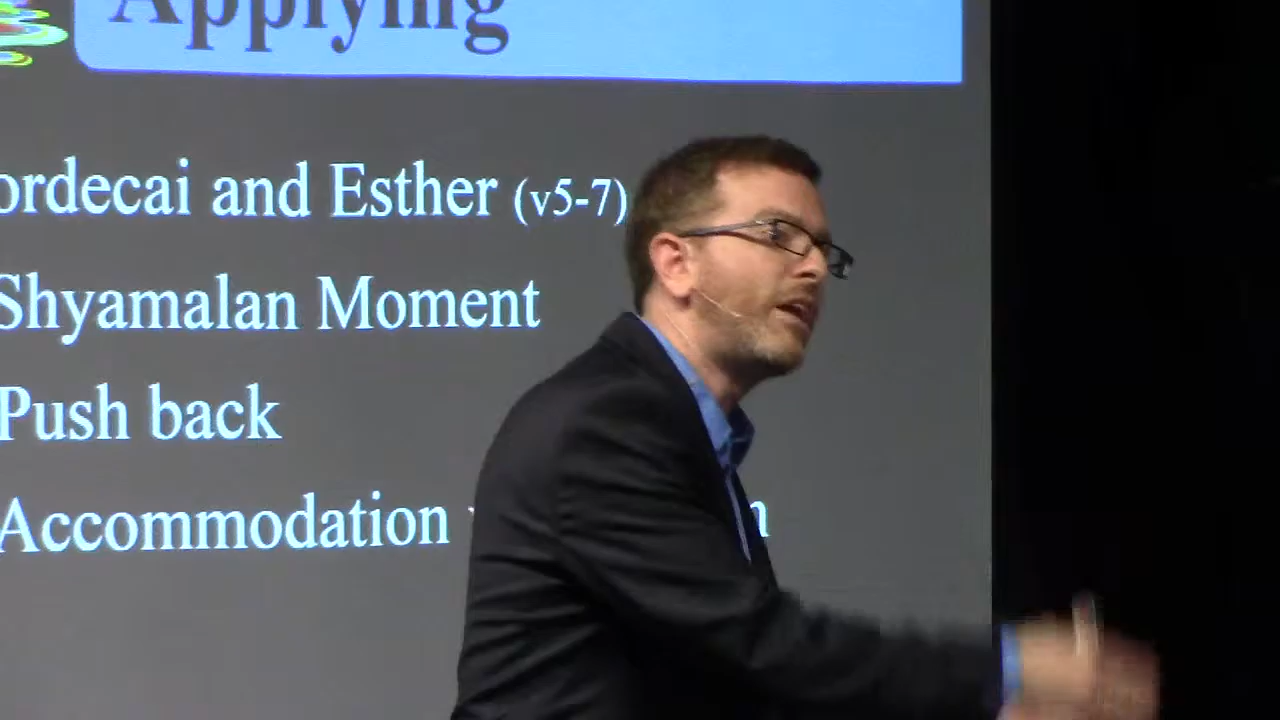 Applying
ordecai and Esther (v5-7)
Shyamalan Moment
Push back
Accommodation